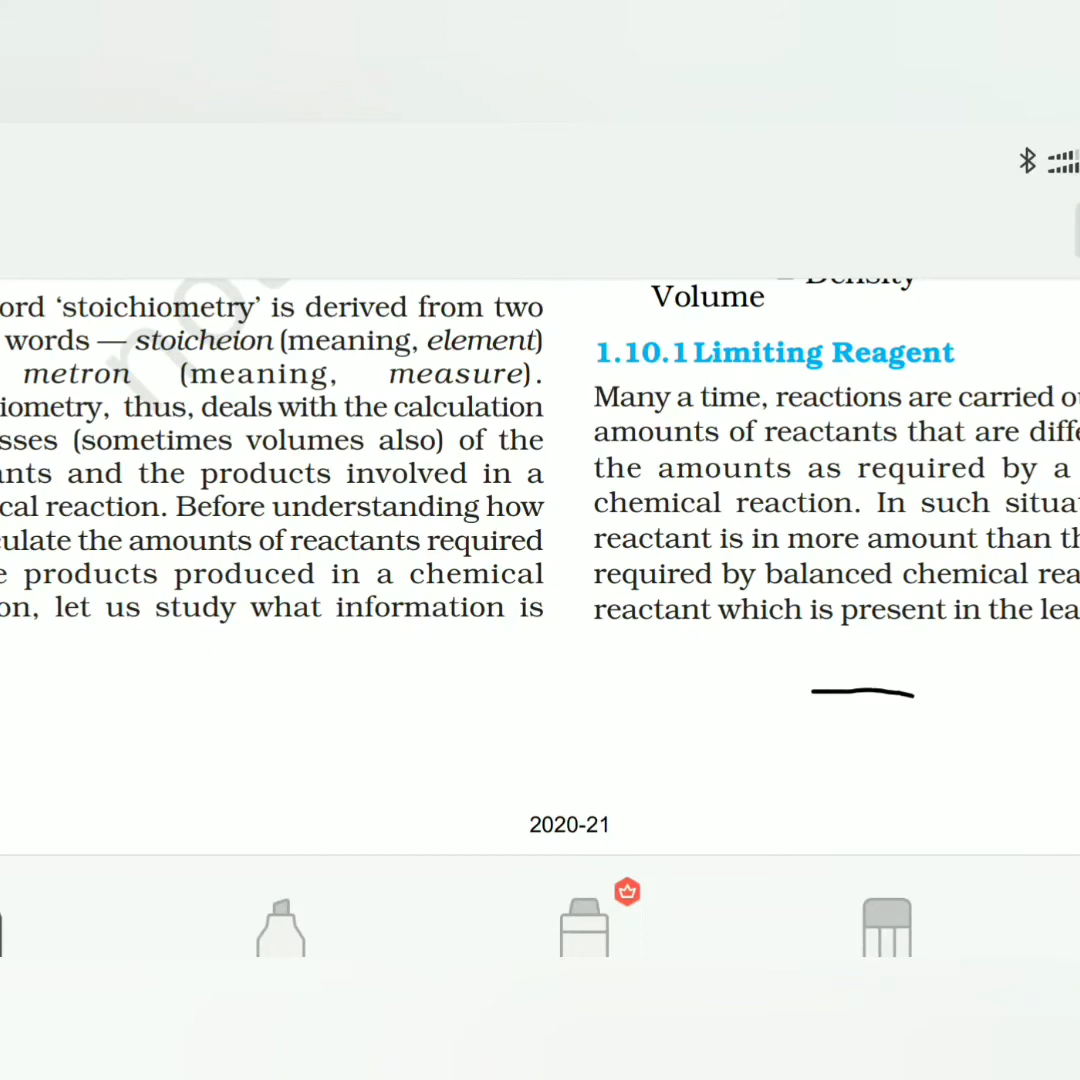 ord ‘stoichiometry’ is derived from two
words — stoicheion (meaning, element)
metron (meaning, measure).
iometry, thus, deals with the calculation
sses (sometimes volumes also) of the
nts and the products involved in a
cal reaction. Before understanding how
ulate the amounts of reactants required
e products produced in a chemical
on, let us study what information is
= Density
Volume
1.10.1 Limiting Reagent
Many a time, reactions are carried ou
amounts of reactants that are diffe
the amounts as required by a
chemical reaction. In such situa
reactant is in more amount than th
required by balanced chemical rea
reactant which is present in the lea
2020-21